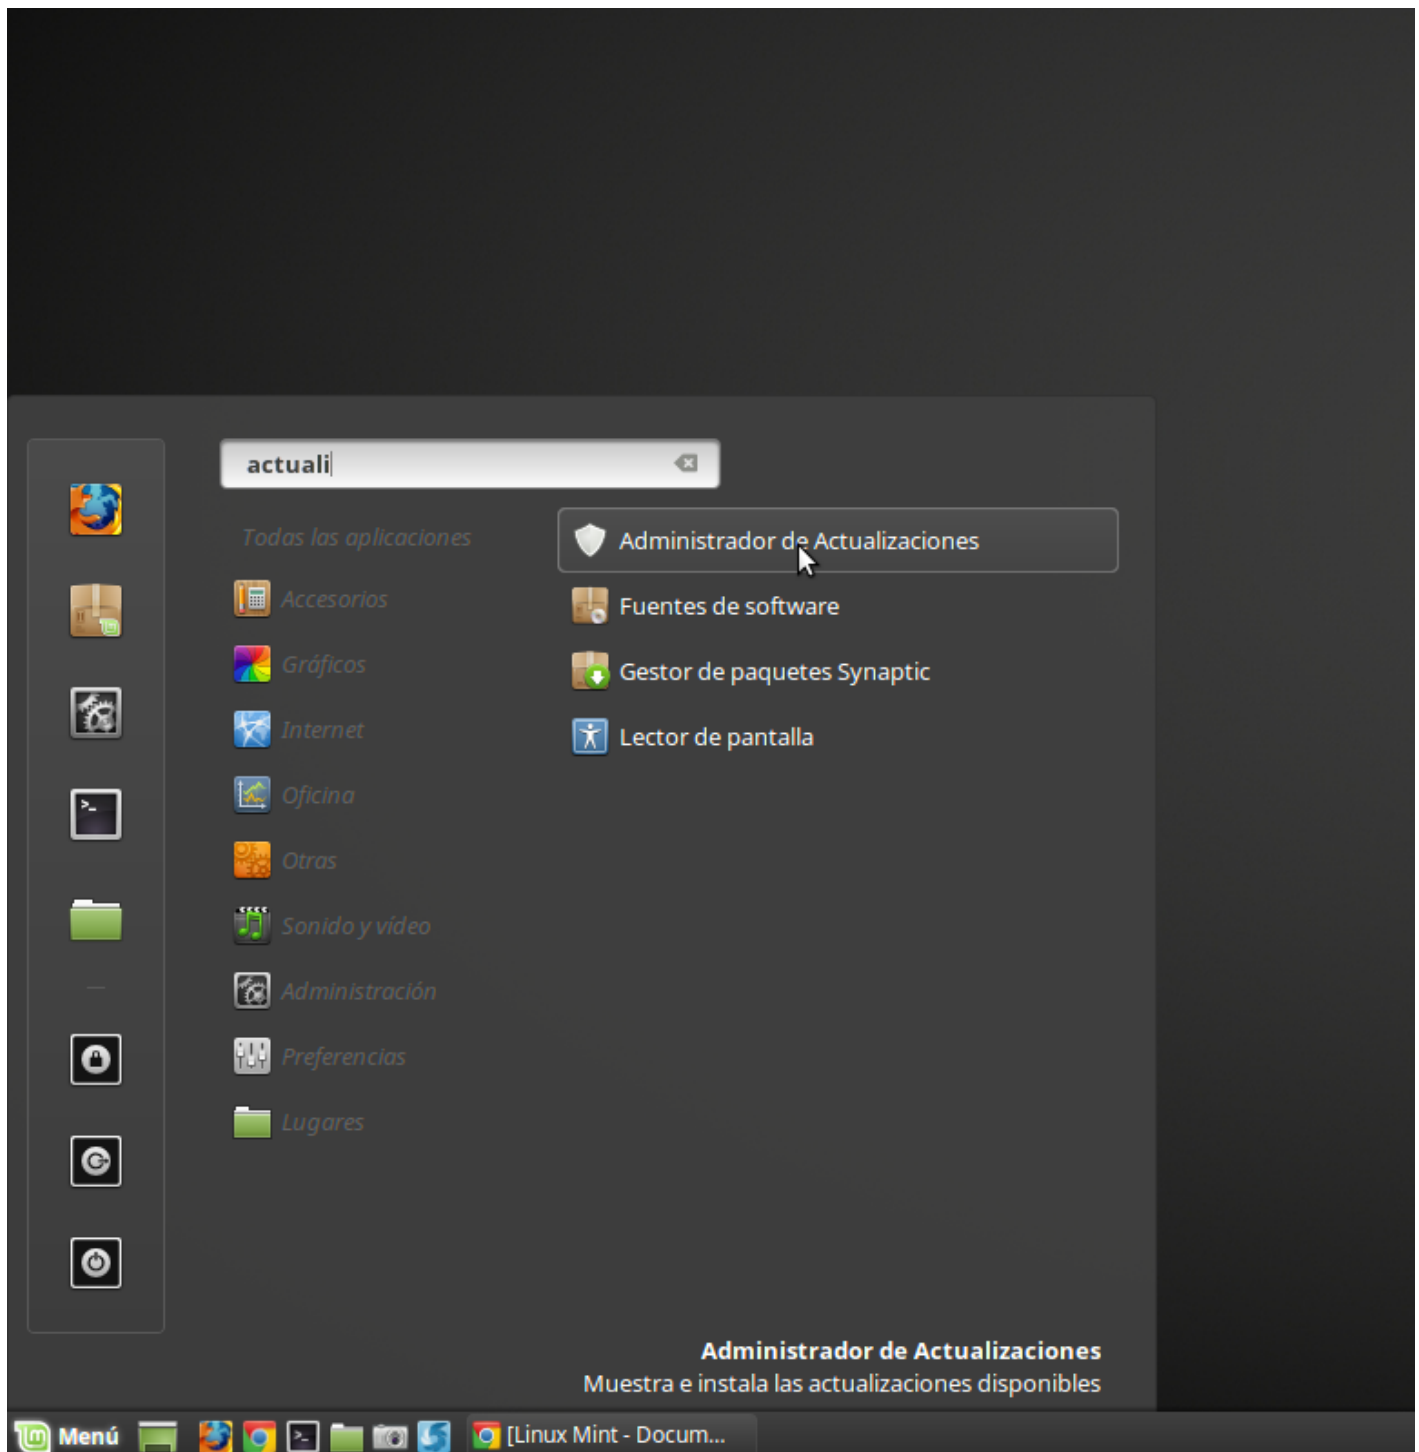 actuali
Todas las aplicaciones
Accesorios
Gráficos
Internet
Oficina
Otras
Sonido y vídeo
Administración
Preferencias
Lugares
Administrador de Actualizaciones
Fuentes de software
Gestor de paquetes Synaptic
Lector de pantalla
Administrador de Actualizaciones
Muestra e instala las actualizaciones disponibles
Menú
[Linux Mint - Docum...